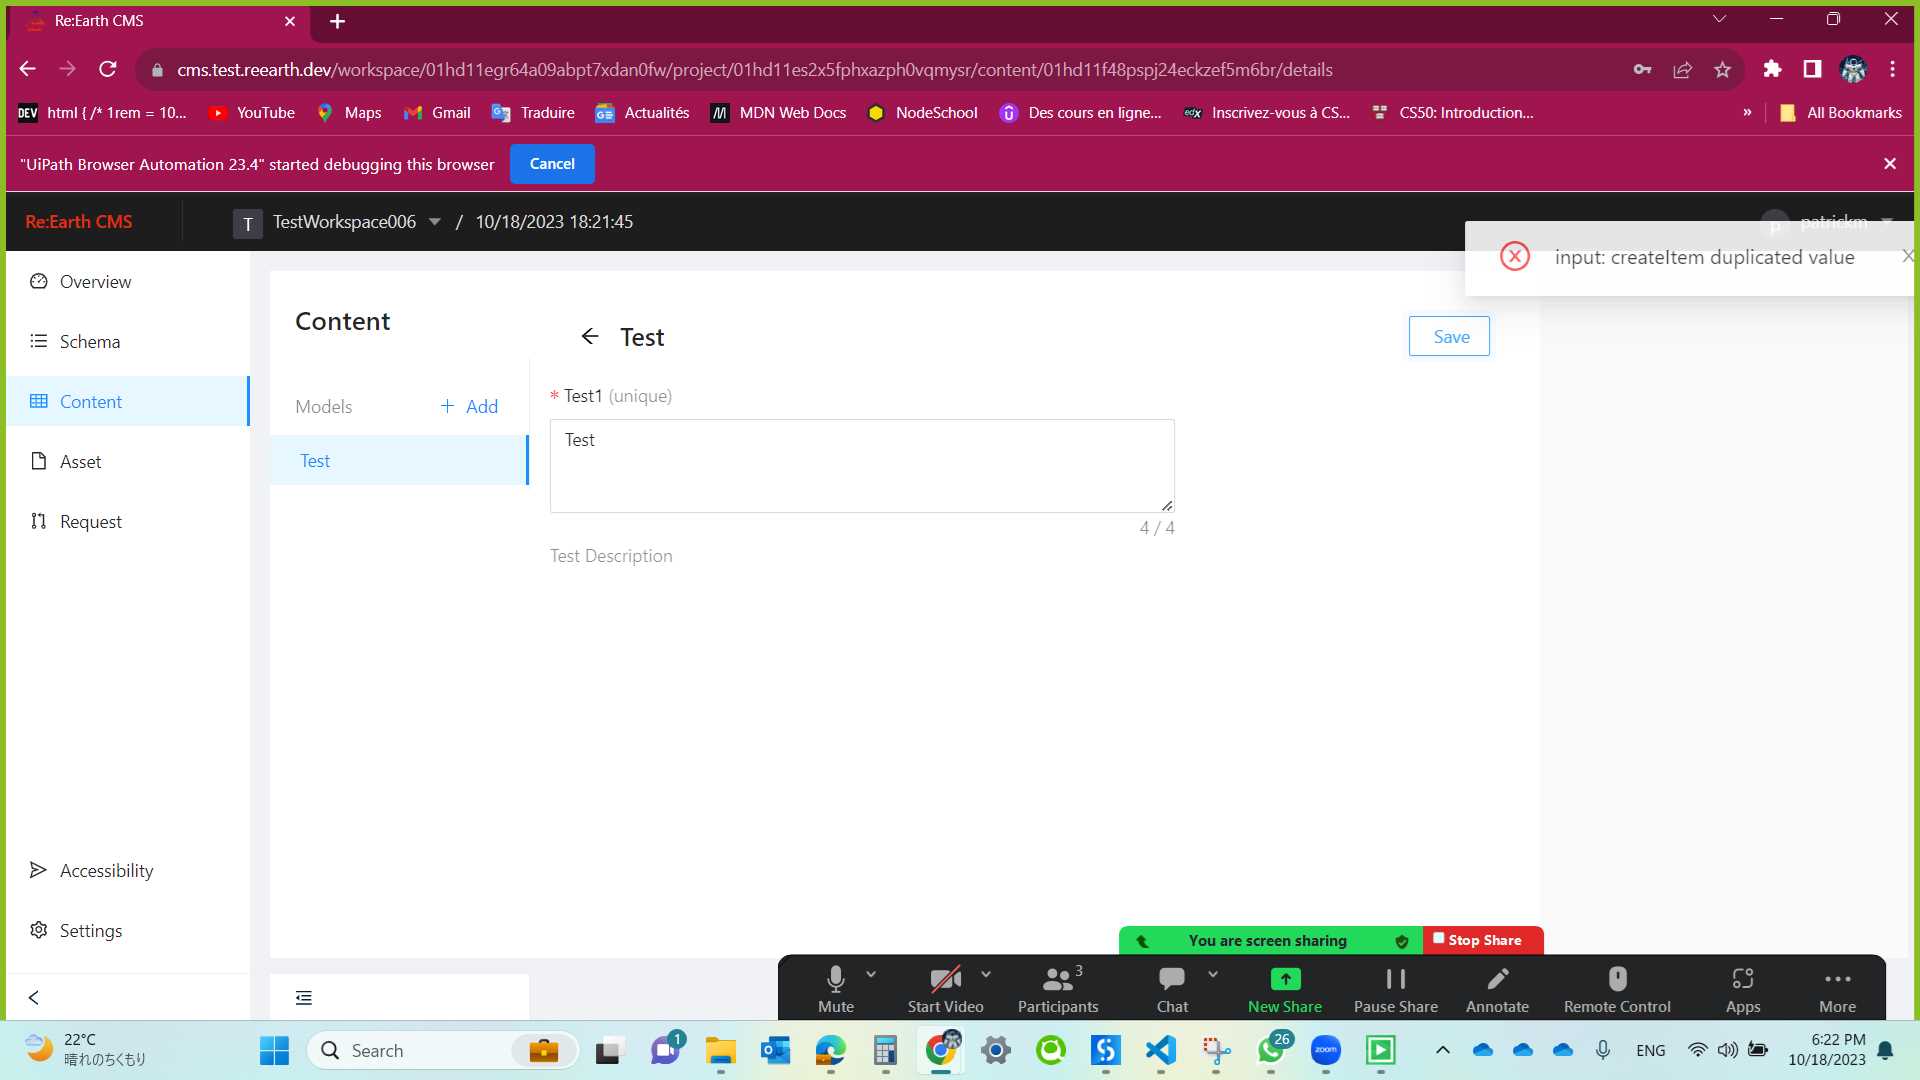 Re:Earth CMS
cms.test.reearth.dev/workspace/01hd11egr64a09abpt7xdan0fw/project/01hd11es2x5fphxazph0vqmysr/content/01hd11f48pspj24eckzef5m6br/details
DEV html { /* 1rem = 10... YouTube Maps Gmail Traduire Actualités MDN Web Docs NodeSchool Des cours en ligne... edX Inscrivez-vous à CS... CS50: Introduction... » All Bookmarks
"UiPath Browser Automation 23.4" started debugging this browser Cancel
Re:Earth CMS T TestWorkspace006 / 10/18/2023 18:21:45 p patrickm
input: createItem duplicated value
Overview
Schema
Content
Asset
Request
Accessibility
Settings
Content
Models + Add
Test
Test
Save
* Test1 (unique)
Test
4 / 4
Test Description
You are screen sharing Stop Share
Mute Start Video Participants 3 Chat New Share Pause Share Annotate Remote Control Apps More
22°C
晴れのちくもり
Search
1
26
zoom
ENG
6:22 PM
10/18/2023